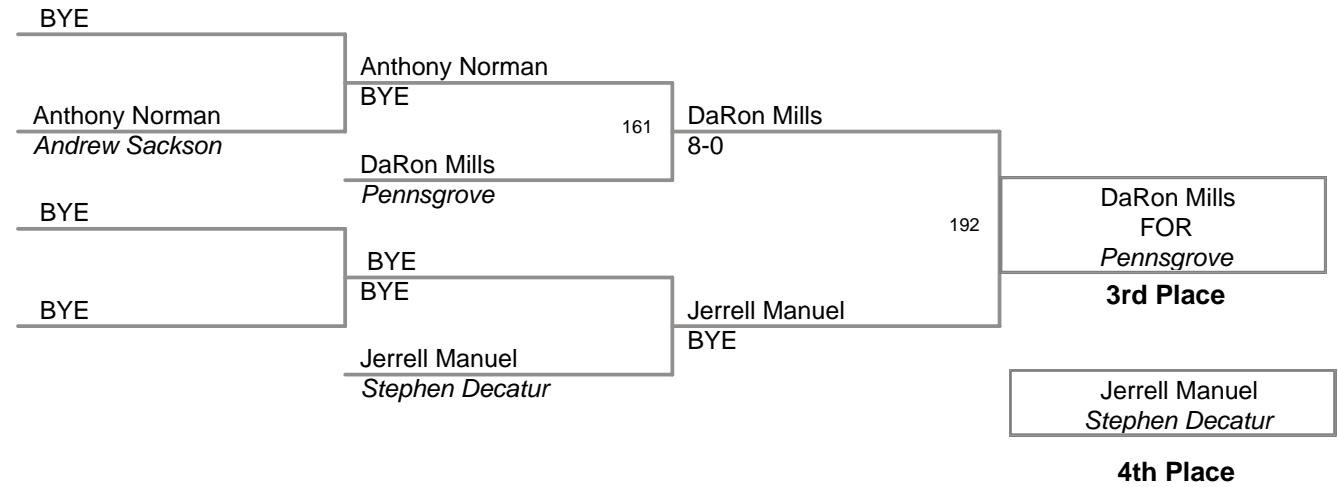 BYE
Anthony Norman
BYE
Anthony Norman
Andrew Sackson
161
DaRon Mills
8-0
DaRon Mills
Pennsgrove
BYE
192
DaRon Mills
FOR
Pennsgrove
3rd Place
BYE
BYE
BYE
Jerrell Manuel
BYE
Jerrell Manuel
Stephen Decatur
Jerrell Manuel
Stephen Decatur
4th Place